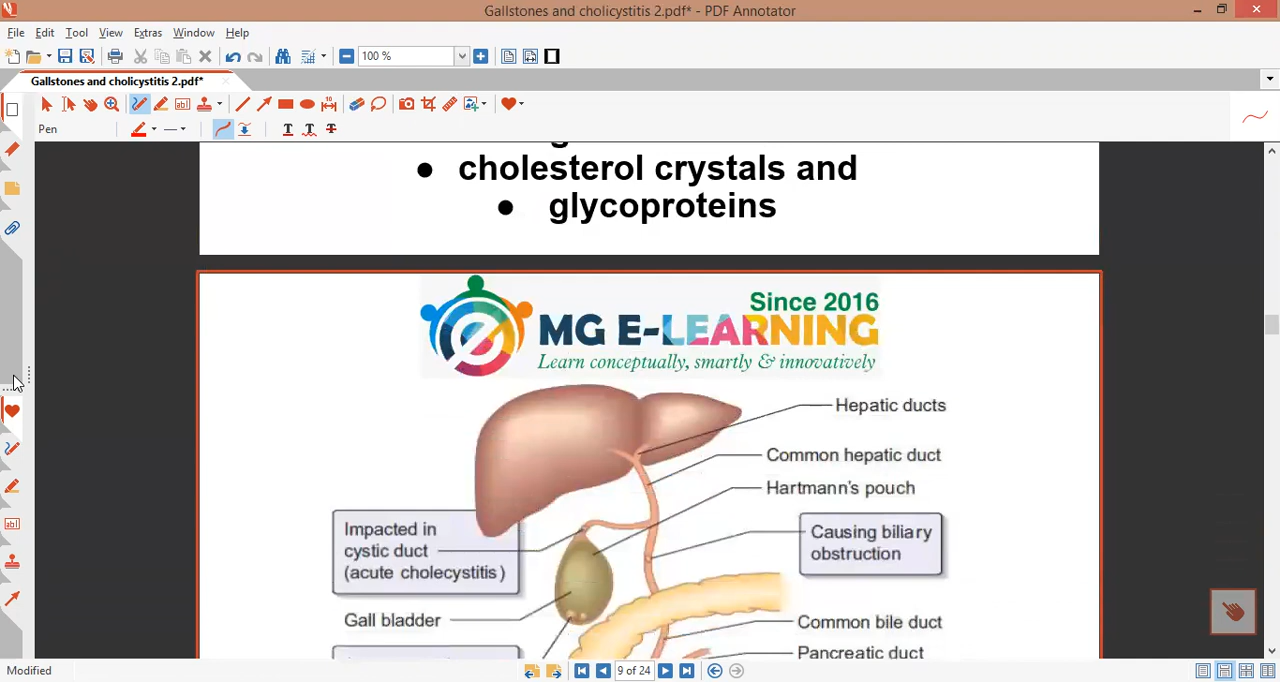 Gallstones and cholicystitis 2.pdf* - PDF Annotator
File Edit Tool View Extras Window Help
100 %
Gallstones and cholicystitis 2.pdf*
Pen
● cholesterol crystals and
● glycoproteins
Since 2016
MG E-LEARNING
Learn conceptually, smartly & innovatively
Hepatic ducts
Common hepatic duct
Hartmann's pouch
Impacted in
cystic duct
(acute cholecystitis)
Causing biliary
obstruction
Gall bladder
Common bile duct
Pancreatic duct
Modified
9 of 24